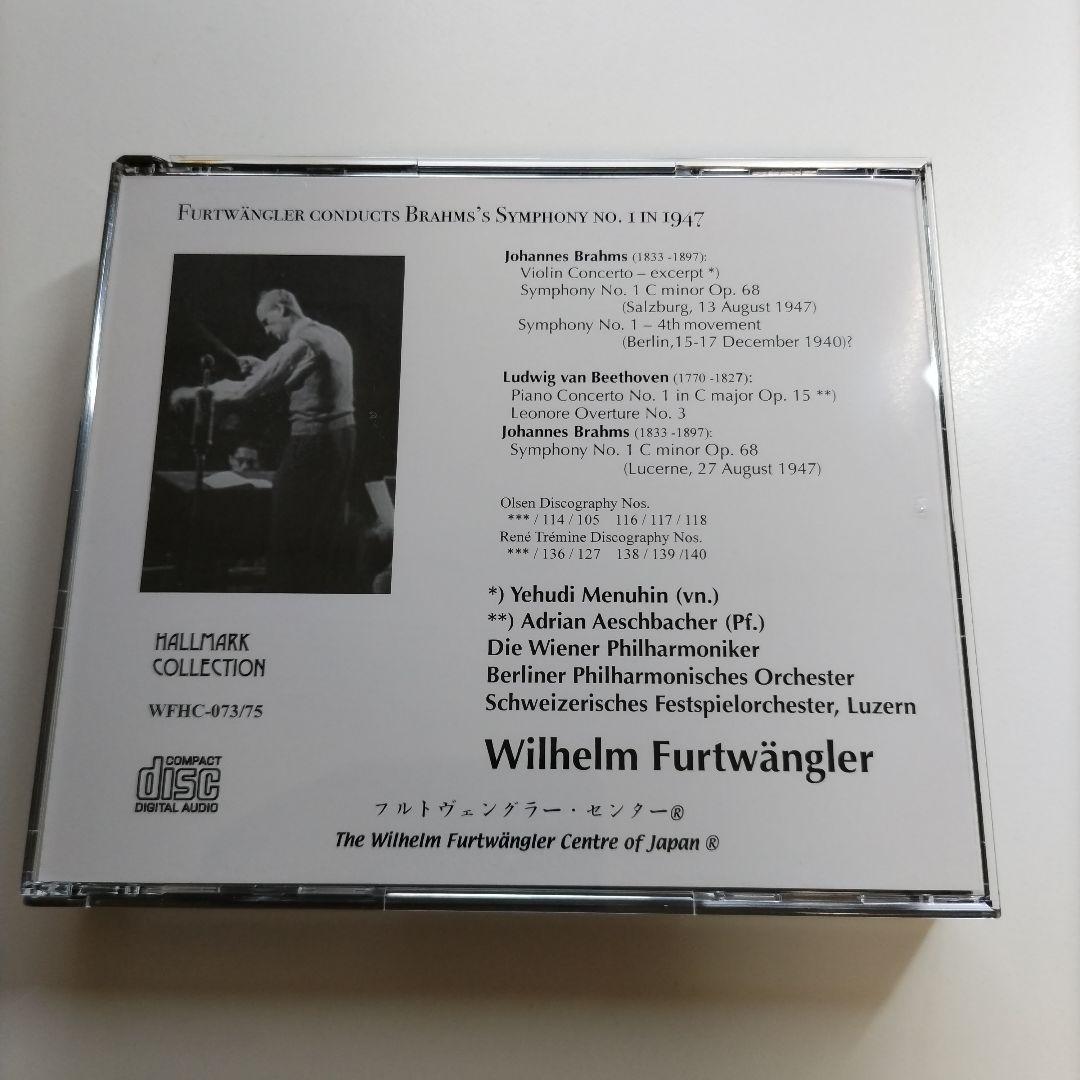 Furtwängler conducts Brahms's Symphony no. 1 in 1947
Johannes Brahms (1833 -1897):
Violin Concerto – excerpt *)
Symphony No. 1 C minor Op. 68
(Salzburg, 13 August 1947)
Symphony No. 1 – 4th movement
(Berlin,15-17 December 1940)?
Ludwig van Beethoven (1770 -1827):
Piano Concerto No. 1 in C major Op. 15 **)
Leonore Overture No. 3
Johannes Brahms (1833 -1897):
Symphony No. 1 C minor Op. 68
(Lucerne, 27 August 1947)
Olsen Discography Nos.
*** / 114 / 105 116 / 117 / 118
René Trémine Discography Nos.
*** / 136 / 127 138 / 139 /140
*) Yehudi Menuhin (vn.)
**) Adrian Aeschbacher (Pf.)
Die Wiener Philharmoniker
Berliner Philharmonisches Orchester
Schweizerisches Festspielorchester, Luzern
HALLMARK
COLLECTION
WFHC-073/75
Wilhelm Furtwängler
COMPACT
disc
DIGITAL AUDIO
フルトヴェングラー・センター®
The Wilhelm Furtwängler Centre of Japan ®